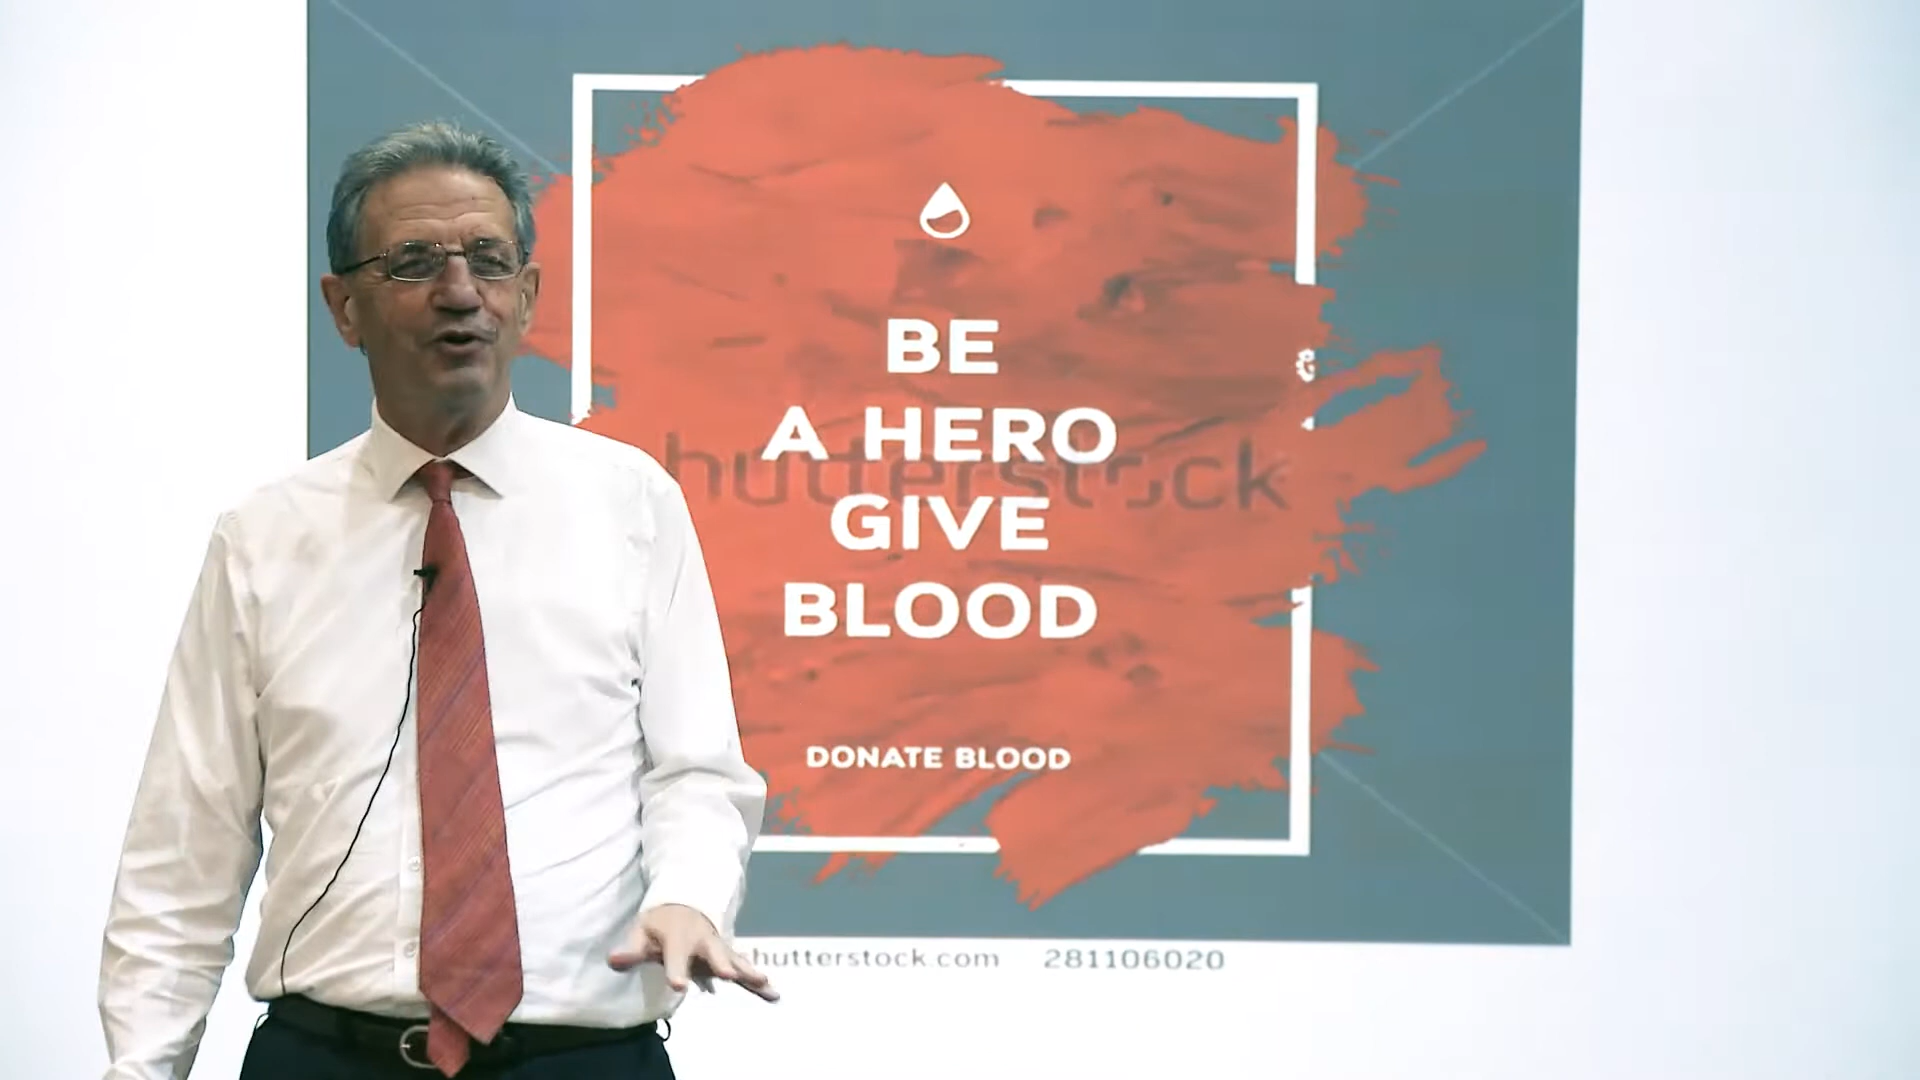 BE
A HERO
shutterstock
GIVE
BLOOD
DONATE BLOOD
shutterstock.com 281106020